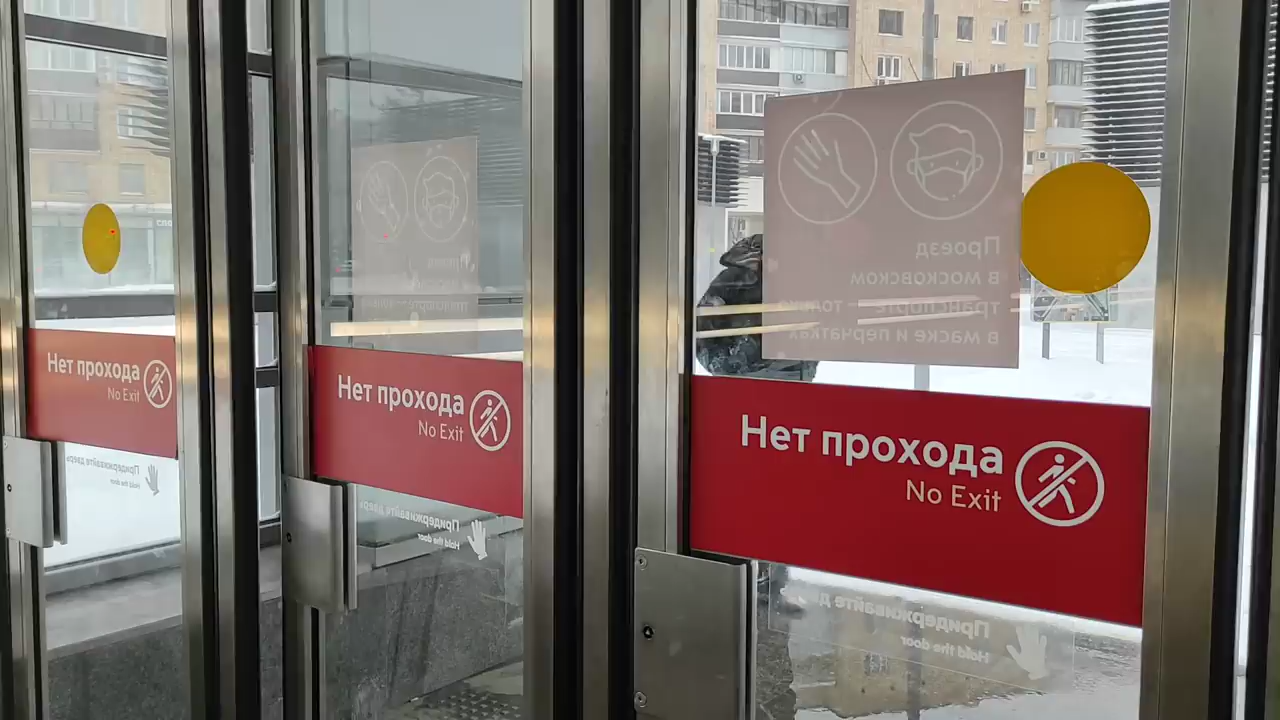 Нет прохода
No Exit
Придерживайте дверь
Hold the door
Нет прохода
No Exit
Придерживайте дверь
Hold the door
Проезд
в московском
транспорте – только
в маске и перчатках
Нет прохода
No Exit
Придерживайте д
Hold the door